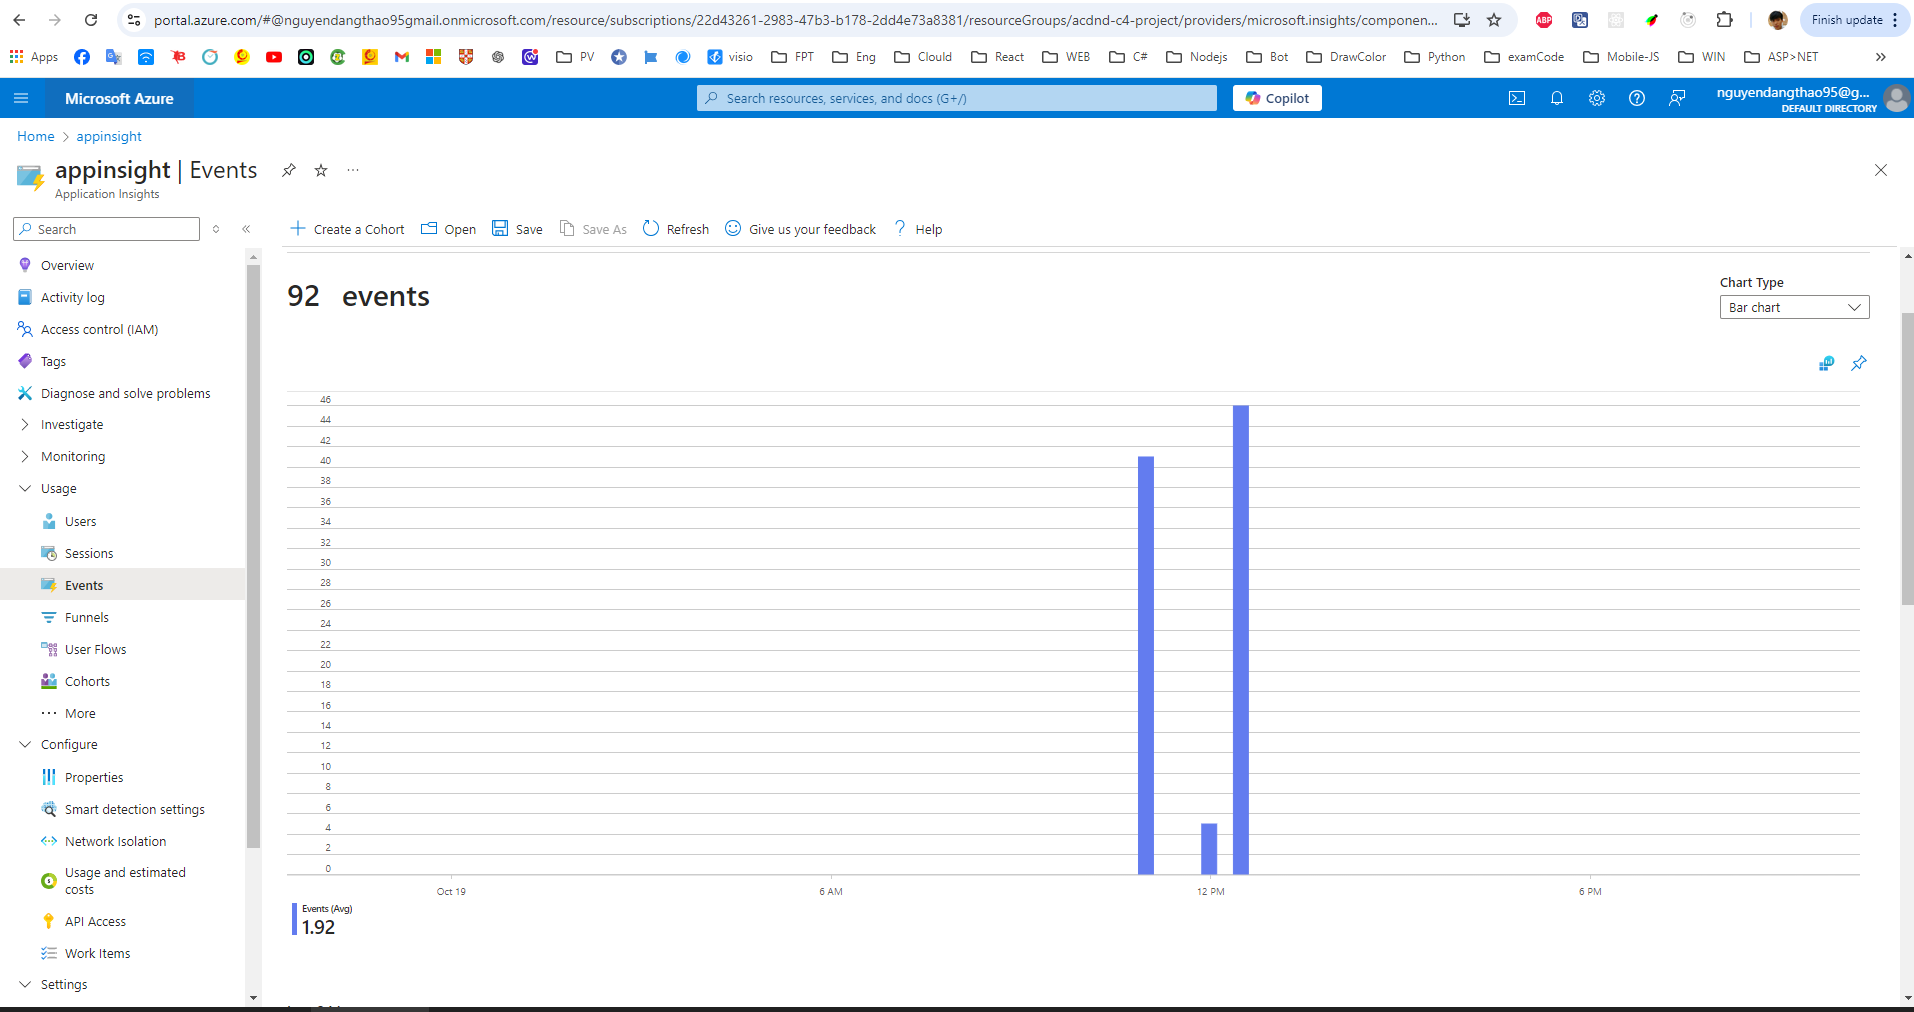 portal.azure.com/#@nguyendangthao95gmail.onmicrosoft.com/resource/subscriptions/22d43261-2983-47b3-b178-2dd4e73a8381/resourceGroups/acdnd-c4-project/providers/microsoft.insights/componen...
ABP
Finish update
Apps
PV
visio
FPT
Eng
Clould
React
WEB
C#
Nodejs
Bot
DrawColor
Python
examCode
Mobile-JS
WIN
ASP>NET
Microsoft Azure
Search resources, services, and docs (G+/)
Copilot
nguyendangthao95@g...
DEFAULT DIRECTORY
Home > appinsight
appinsight | Events
Application Insights
Search
Create a Cohort
Open
Save
Save As
Refresh
Give us your feedback
Help
Overview
Activity log
Access control (IAM)
Tags
Diagnose and solve problems
Investigate
Monitoring
Usage
Users
Sessions
Events
Funnels
User Flows
Cohorts
More
Configure
Properties
Smart detection settings
Network Isolation
Usage and estimated
costs
API Access
Work Items
Settings
92 events
Chart Type
Bar chart
46
44
42
40
38
36
34
32
30
28
26
24
22
20
18
16
14
12
10
8
6
4
2
0
Oct 19
6 AM
12 PM
6 PM
Events (Avg)
1.92